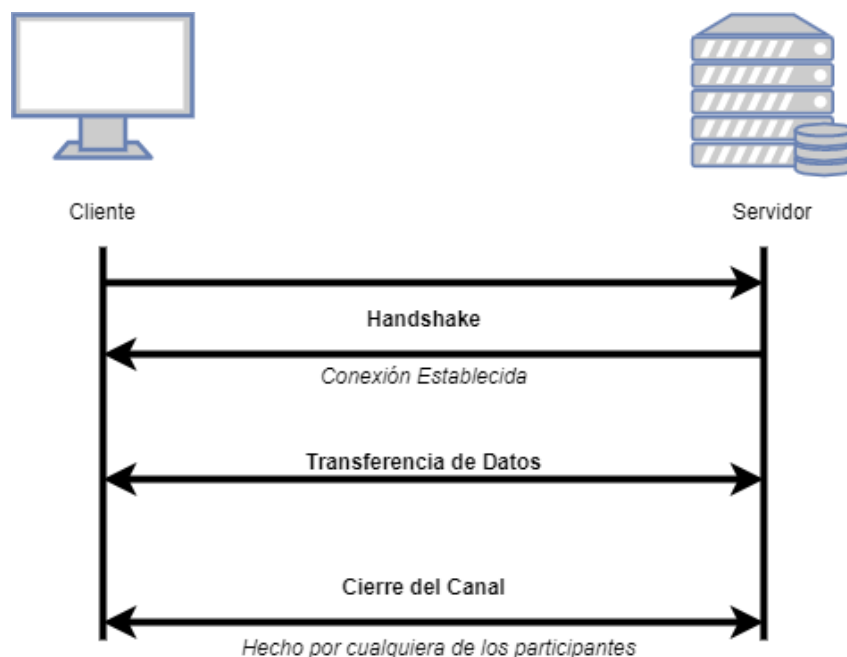 Cliente
Servidor
Handshake
Conexión Establecida
Transferencia de Datos
Cierre del Canal
Hecho por cualquiera de los participantes